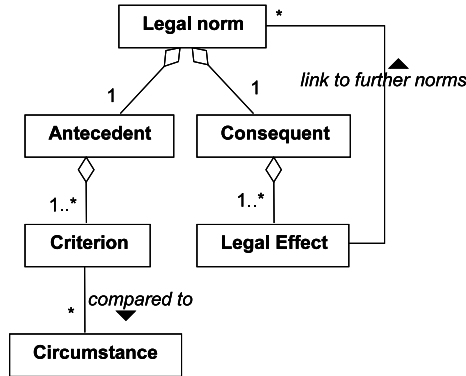 Legal norm
*
link to further norms
1
1
Antecedent
Consequent
1..*
1..*
Criterion
Legal Effect
compared to
*
Circumstance